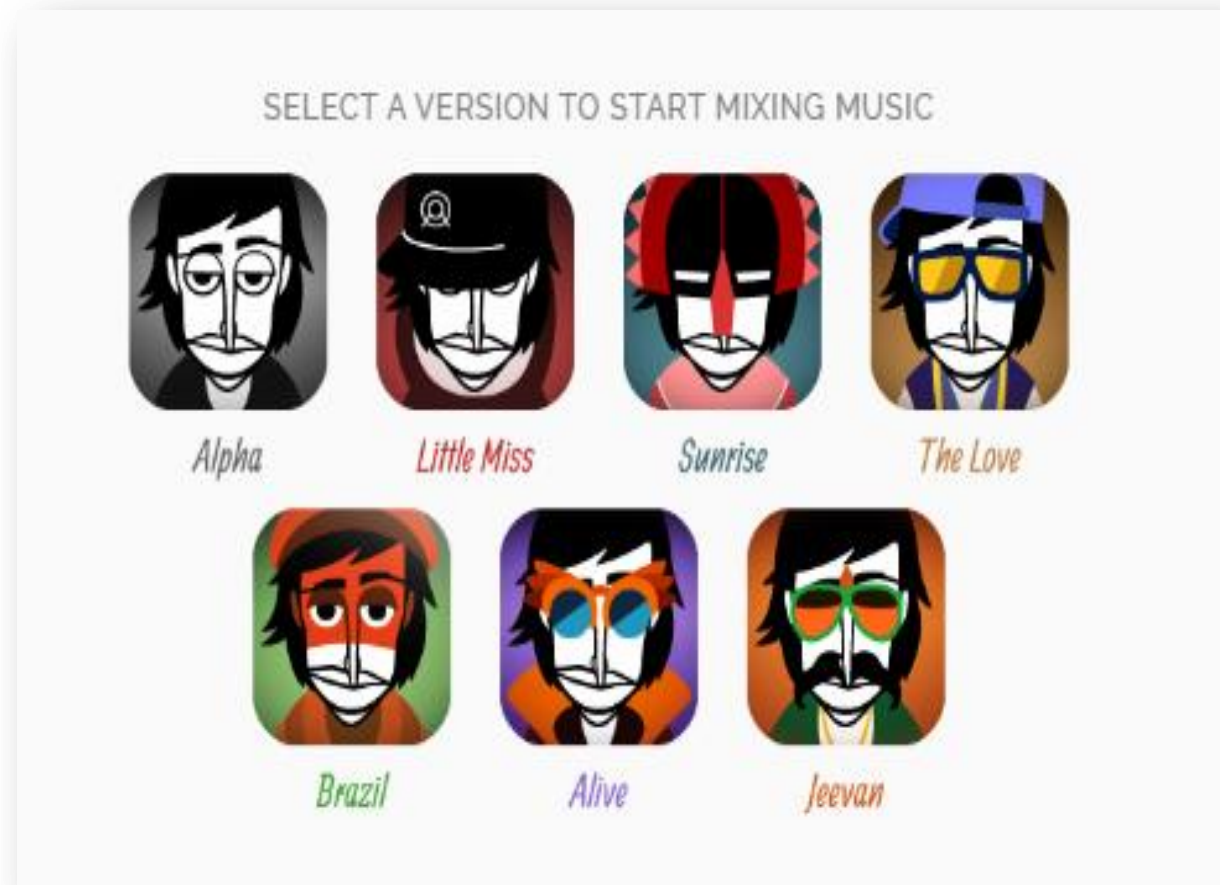 SELECT A VERSION TO START MIXING MUSIC
Alpha
Little Miss
Sunrise
The Love
Brazil
Alive
Jeevan